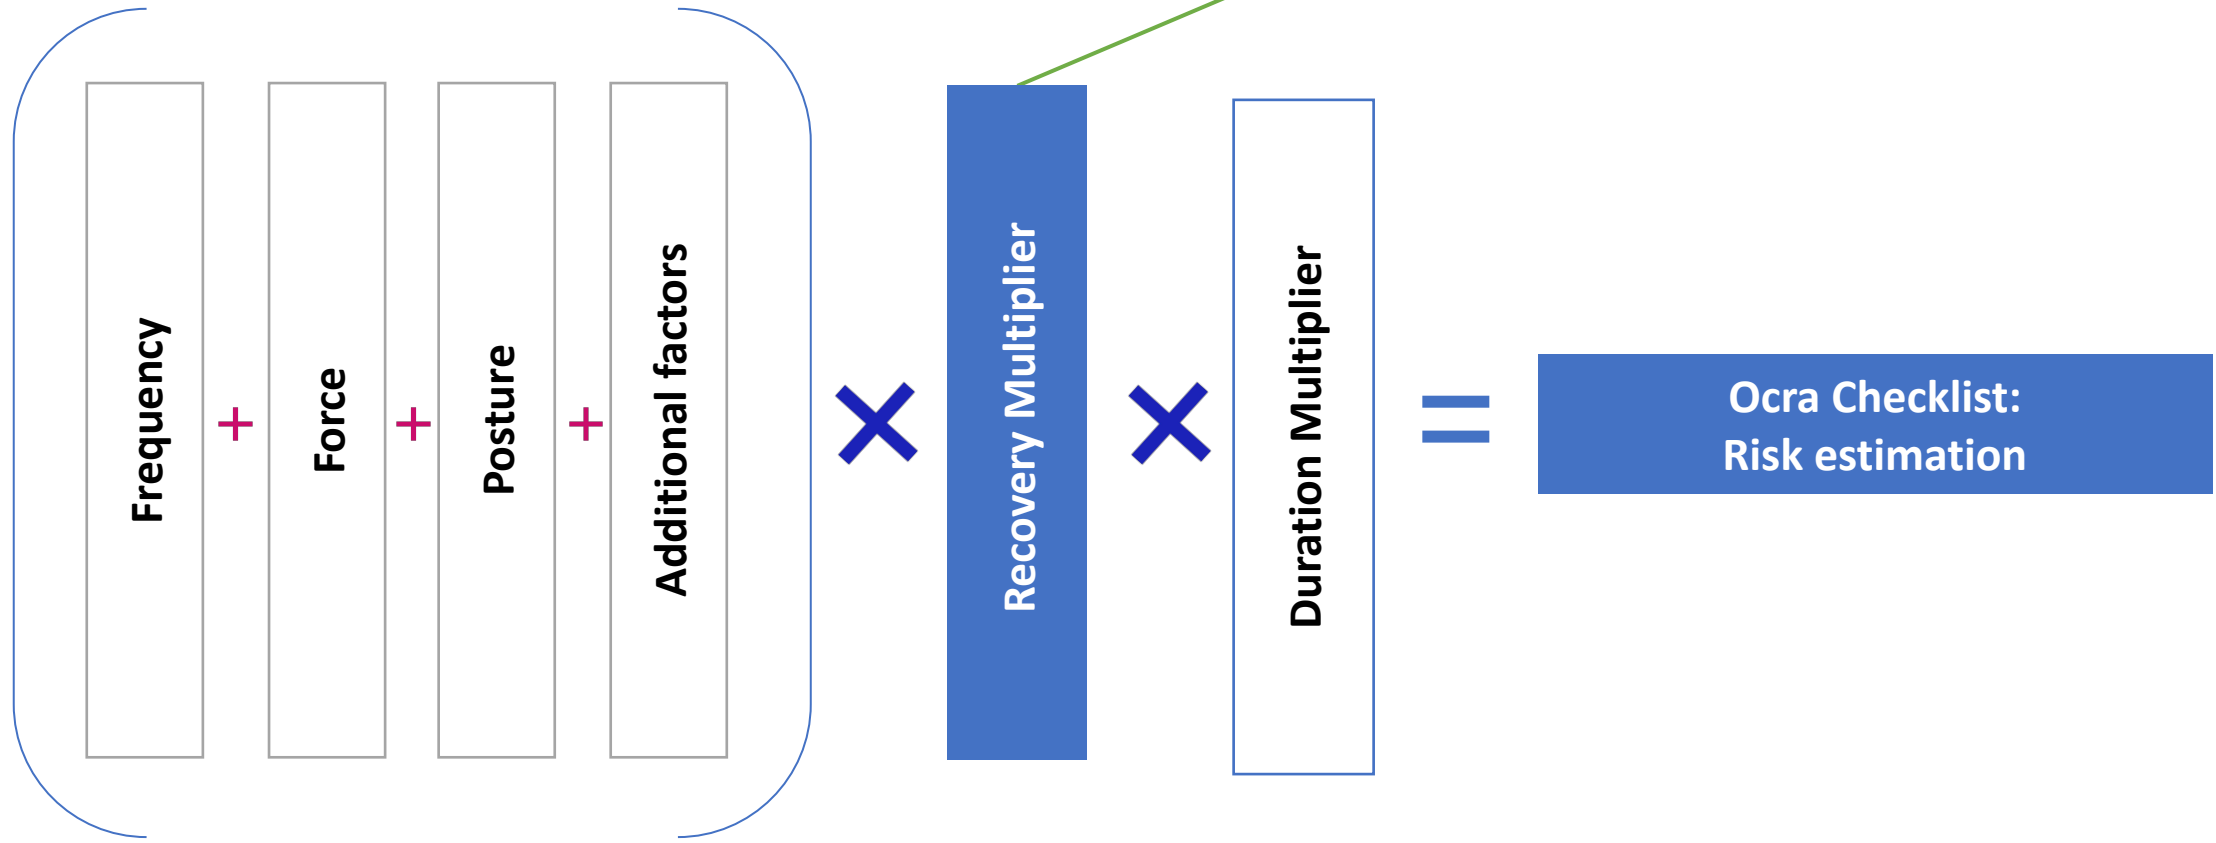 Frequency
+
Force
+
Posture
+
Additional factors
×
Recovery Multiplier
×
Duration Multiplier
=
Ocra Checklist:
Risk estimation